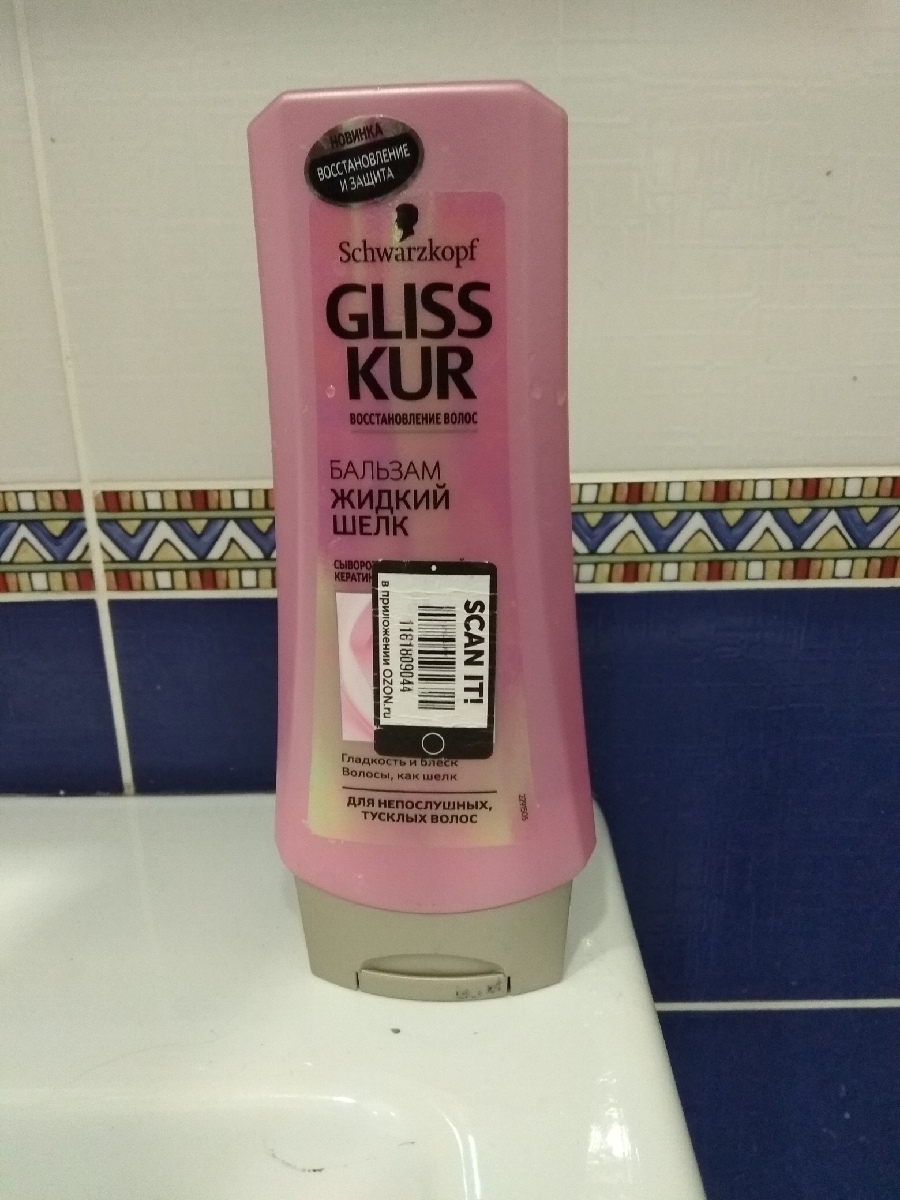 НОВИНКА
ВОССТАНОВЛЕНИЕ
И ЗАЩИТА
Schwarzkopf
GLISS
KUR
ВОССТАНОВЛЕНИЕ ВОЛОС
БАЛЬЗАМ
ЖИДКИЙ
ШЕЛК
SCAN IT!
1161809044
в приложении OZON.ru
Гладкость и блеск
Волосы, как шелк
ДЛЯ НЕПОСЛУШНЫХ,
ТУСКЛЫХ ВОЛОС